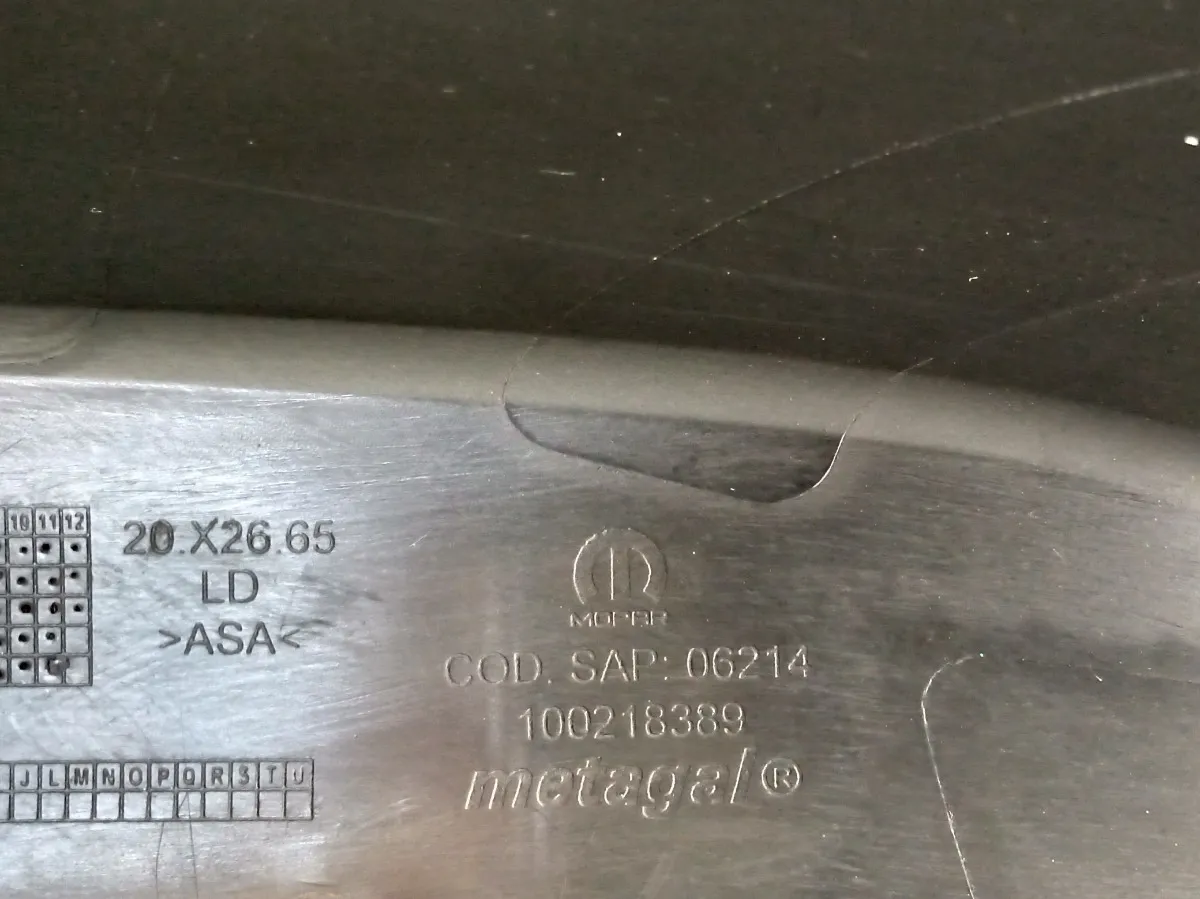 10 11 12
20.X26.65
LD
>ASA<
MOPAR
COD. SAP: 06214
100218389
metagal®
J L M N O P Q R S T U